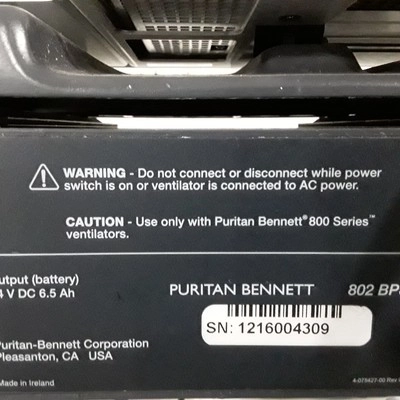 WARNING - Do not connect or disconnect while power
switch is on or ventilator is connected to AC power.
CAUTION - Use only with Puritan Bennett® 800 Series™
ventilators.
utput (battery)
4 V DC 6.5 Ah
PURITAN BENNETT
802 BP
SN: 1216004309
uritan-Bennett Corporation
leasanton, CA USA
Made in Ireland
Rev